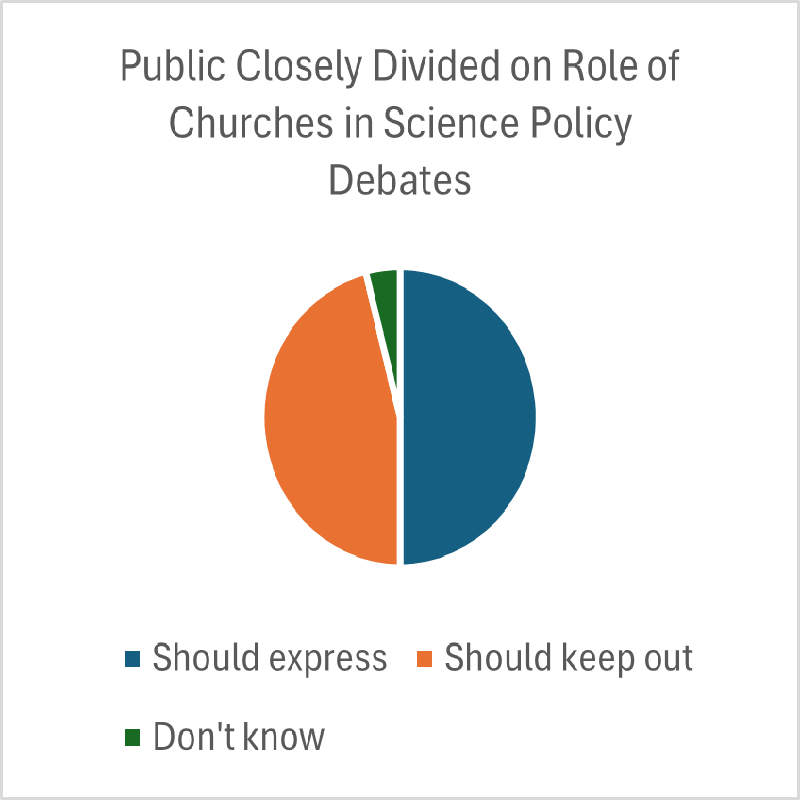 Public Closely Divided on Role of
Churches in Science Policy
Debates
Should express
Should keep out
Don't know